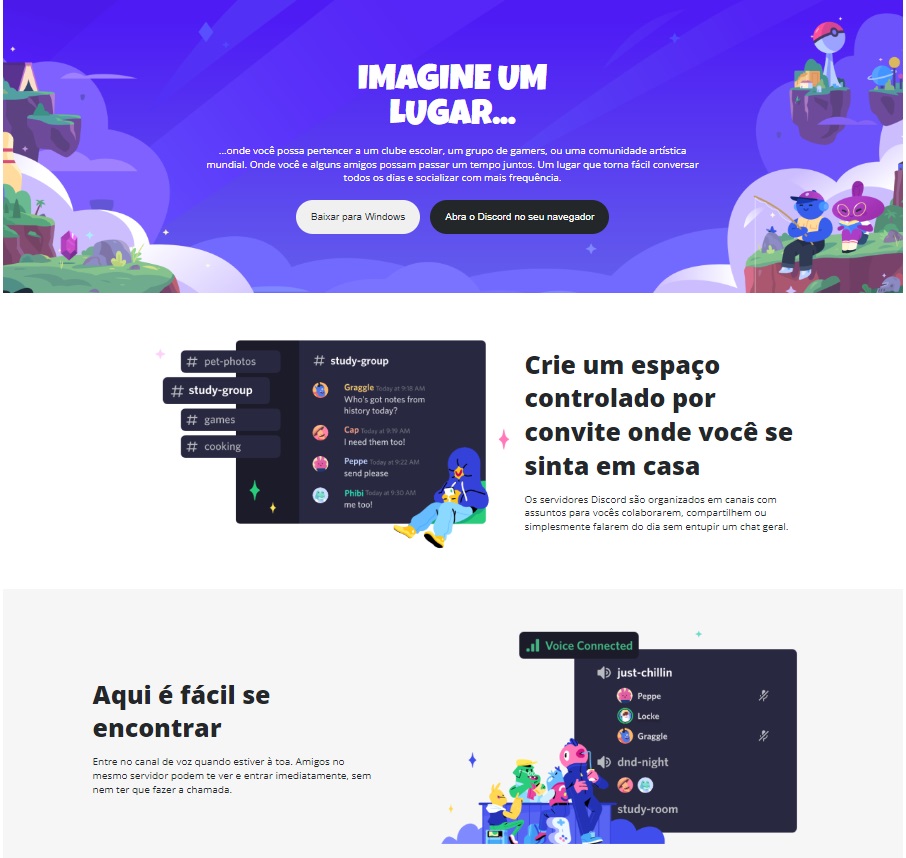 IMAGINE UM
LUGAR...
...onde você possa pertencer a um clube escolar, um grupo de gamers, ou uma comunidade artística
mundial. Onde você e alguns amigos possam passar um tempo juntos. Um lugar que torna fácil conversar
todos os dias e socializar com mais frequência.
Baixar para Windows
Abra o Discord no seu navegador
# pet-photos
# study-group
# games
# cooking
# study-group
Graggle Today at 9:18 AM
Who's got notes from
history today?
Cap Today at 9:19 AM
I need them too!
Peppe Today at 9:22 AM
send please
Phibi Today at 9:30 AM
me too!
Crie um espaço
controlado por
convite onde você se
sinta em casa
Os servidores Discord são organizados em canais com
assuntos para vocês colaborarem, compartilhem ou
simplesmente falarem do dia sem entupir um chat geral.
Aqui é fácil se
encontrar
Entre no canal de voz quando estiver à toa. Amigos no
mesmo servidor podem te ver e entrar imediatamente, sem
nem ter que fazer a chamada.
Voice Connected
just-chillin
Peppe
Locke
Graggle
dnd-night
study-room